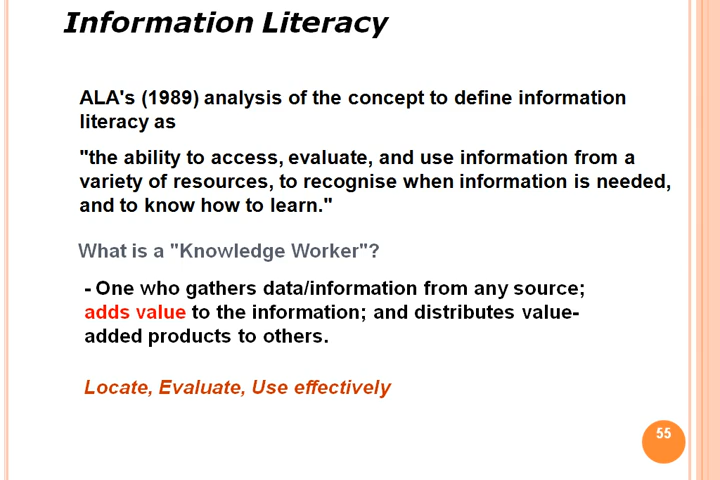 Information Literacy
ALA's (1989) analysis of the concept to define information
literacy as
"the ability to access, evaluate, and use information from a
variety of resources, to recognise when information is needed,
and to know how to learn."
What is a "Knowledge Worker"?
- One who gathers data/information from any source;
adds value to the information; and distributes value-
added products to others.
Locate, Evaluate, Use effectively
55